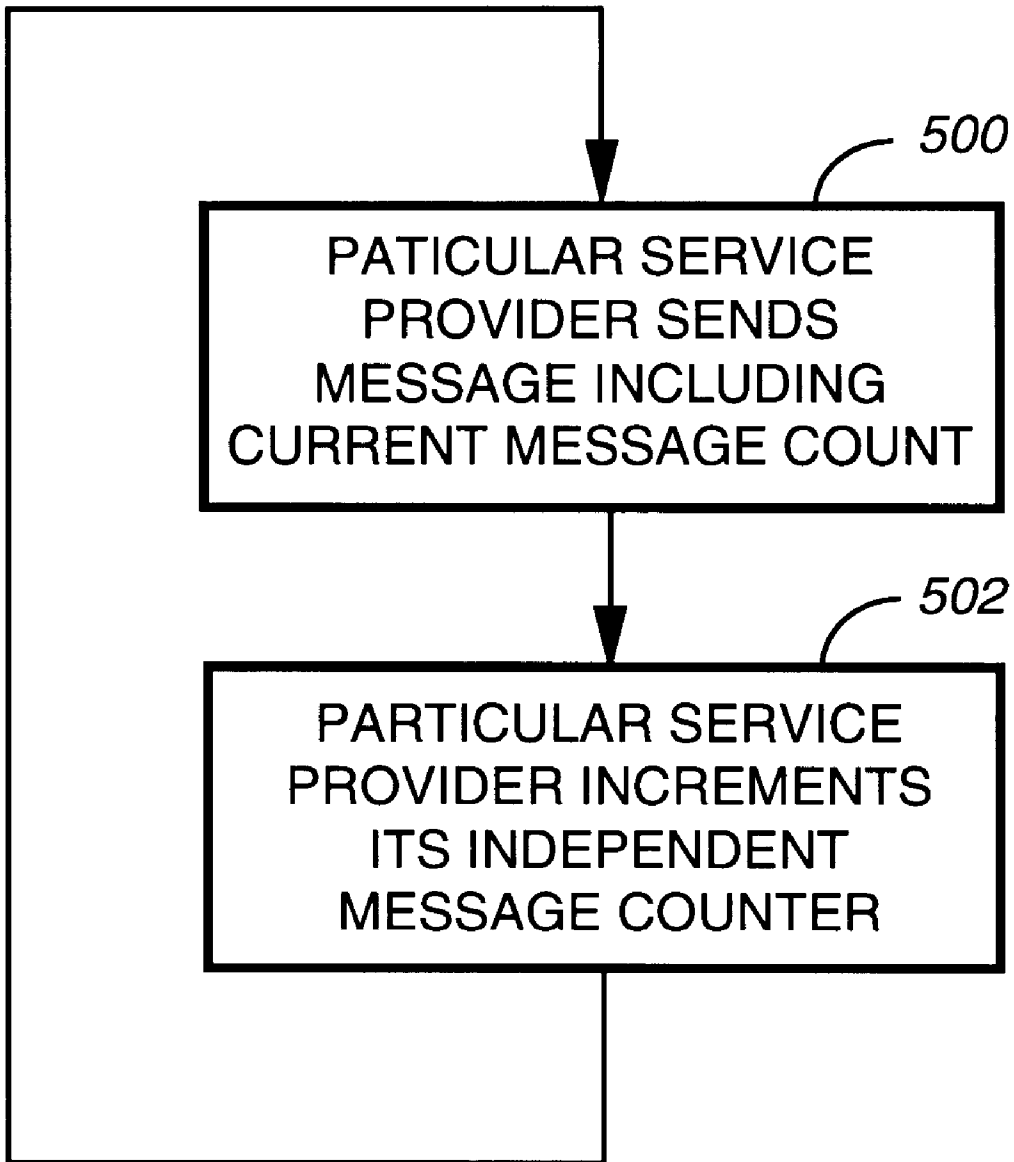 500
PATICULAR SERVICE
PROVIDER SENDS
MESSAGE INCLUDING
CURRENT MESSAGE COUNT
502
PARTICULAR SERVICE
PROVIDER INCREMENTS
ITS INDEPENDENT
MESSAGE COUNTER